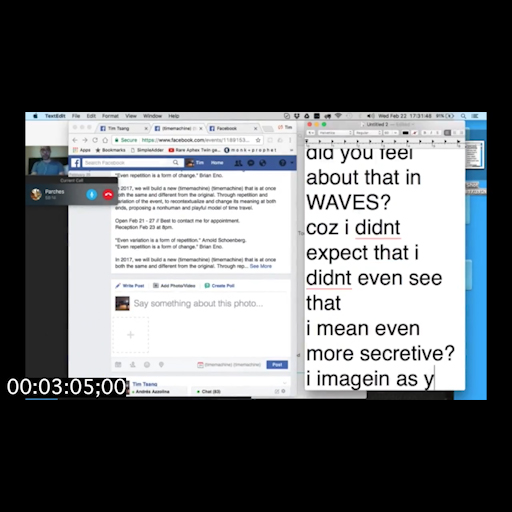 TextEdit File Edit Format View Window Help
Wed Feb 22 17:31:48
Tim Tsang
(timemachine)
Facebook
Tim
Secure https://www.facebook.com/events/
Apps Bookmarks SimpleAdder Rare Aphex Twin
Search Facebook
Tim Home
Current Call
Parches
"Even repetition is a form of change." Brian Eno.
In 2017, we will build a new (timemachine) that is at once
both the same and different from the original. Through repetition and
variation of the event, to recontextualize and change its meaning at both
ends, proposing a nonhuman and playful model of time travel.
Open Feb 21 - 27 // Best to contact me for appointment.
Reception Feb 23 at 8pm.
"Even variation is a form of repetition." Arnold Schoenberg.
"Even repetition is a form of change." Brian Eno.
In 2017, we will build a new (timemachine) that is at once
both the same and different from the original. Through rep... See More
Write Post Add Photo/Video Create Poll
Say something about this photo...
(timemachine) (timemachine)
Post
Tim Tsang
Andrés Azzolina
Chat (63)
Untitled 2
Regular
did you feel
about that in
WAVES?
coz i didnt
expect that i
didnt even see
that
i mean even
more secretive?
i imagein as y
00:03:05;00